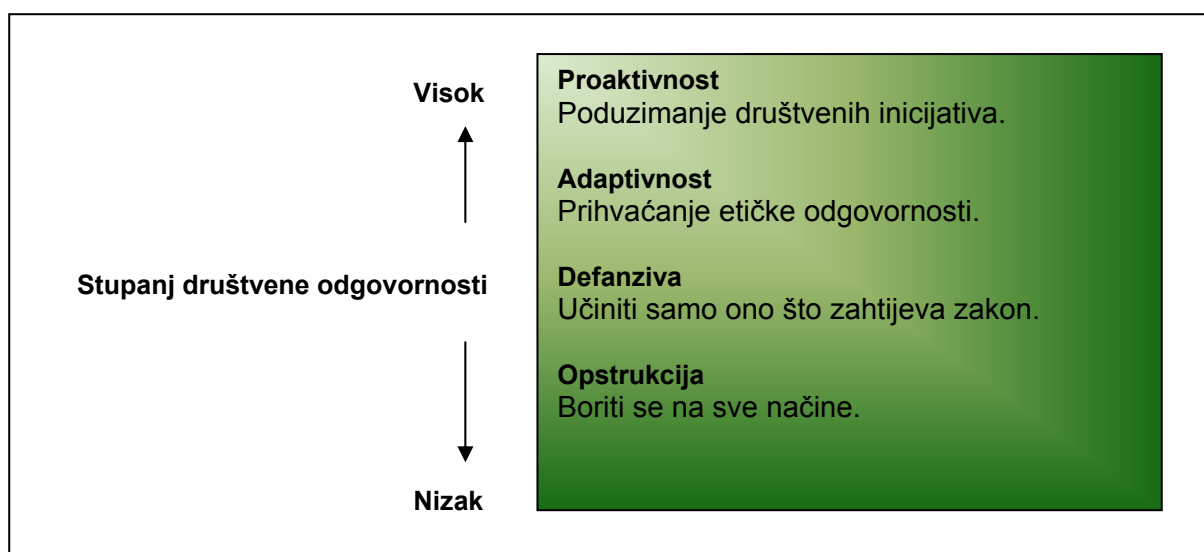 Visok
Stupanj društvene odgovornosti
Nizak
Proaktivnost
Poduzimanje društvenih inicijativa.
Adaptivnost
Prihvaćanje etičke odgovornosti.
Defanziva
Učiniti samo ono što zahtijeva zakon.
Opstrukcija
Boriti se na sve načine.